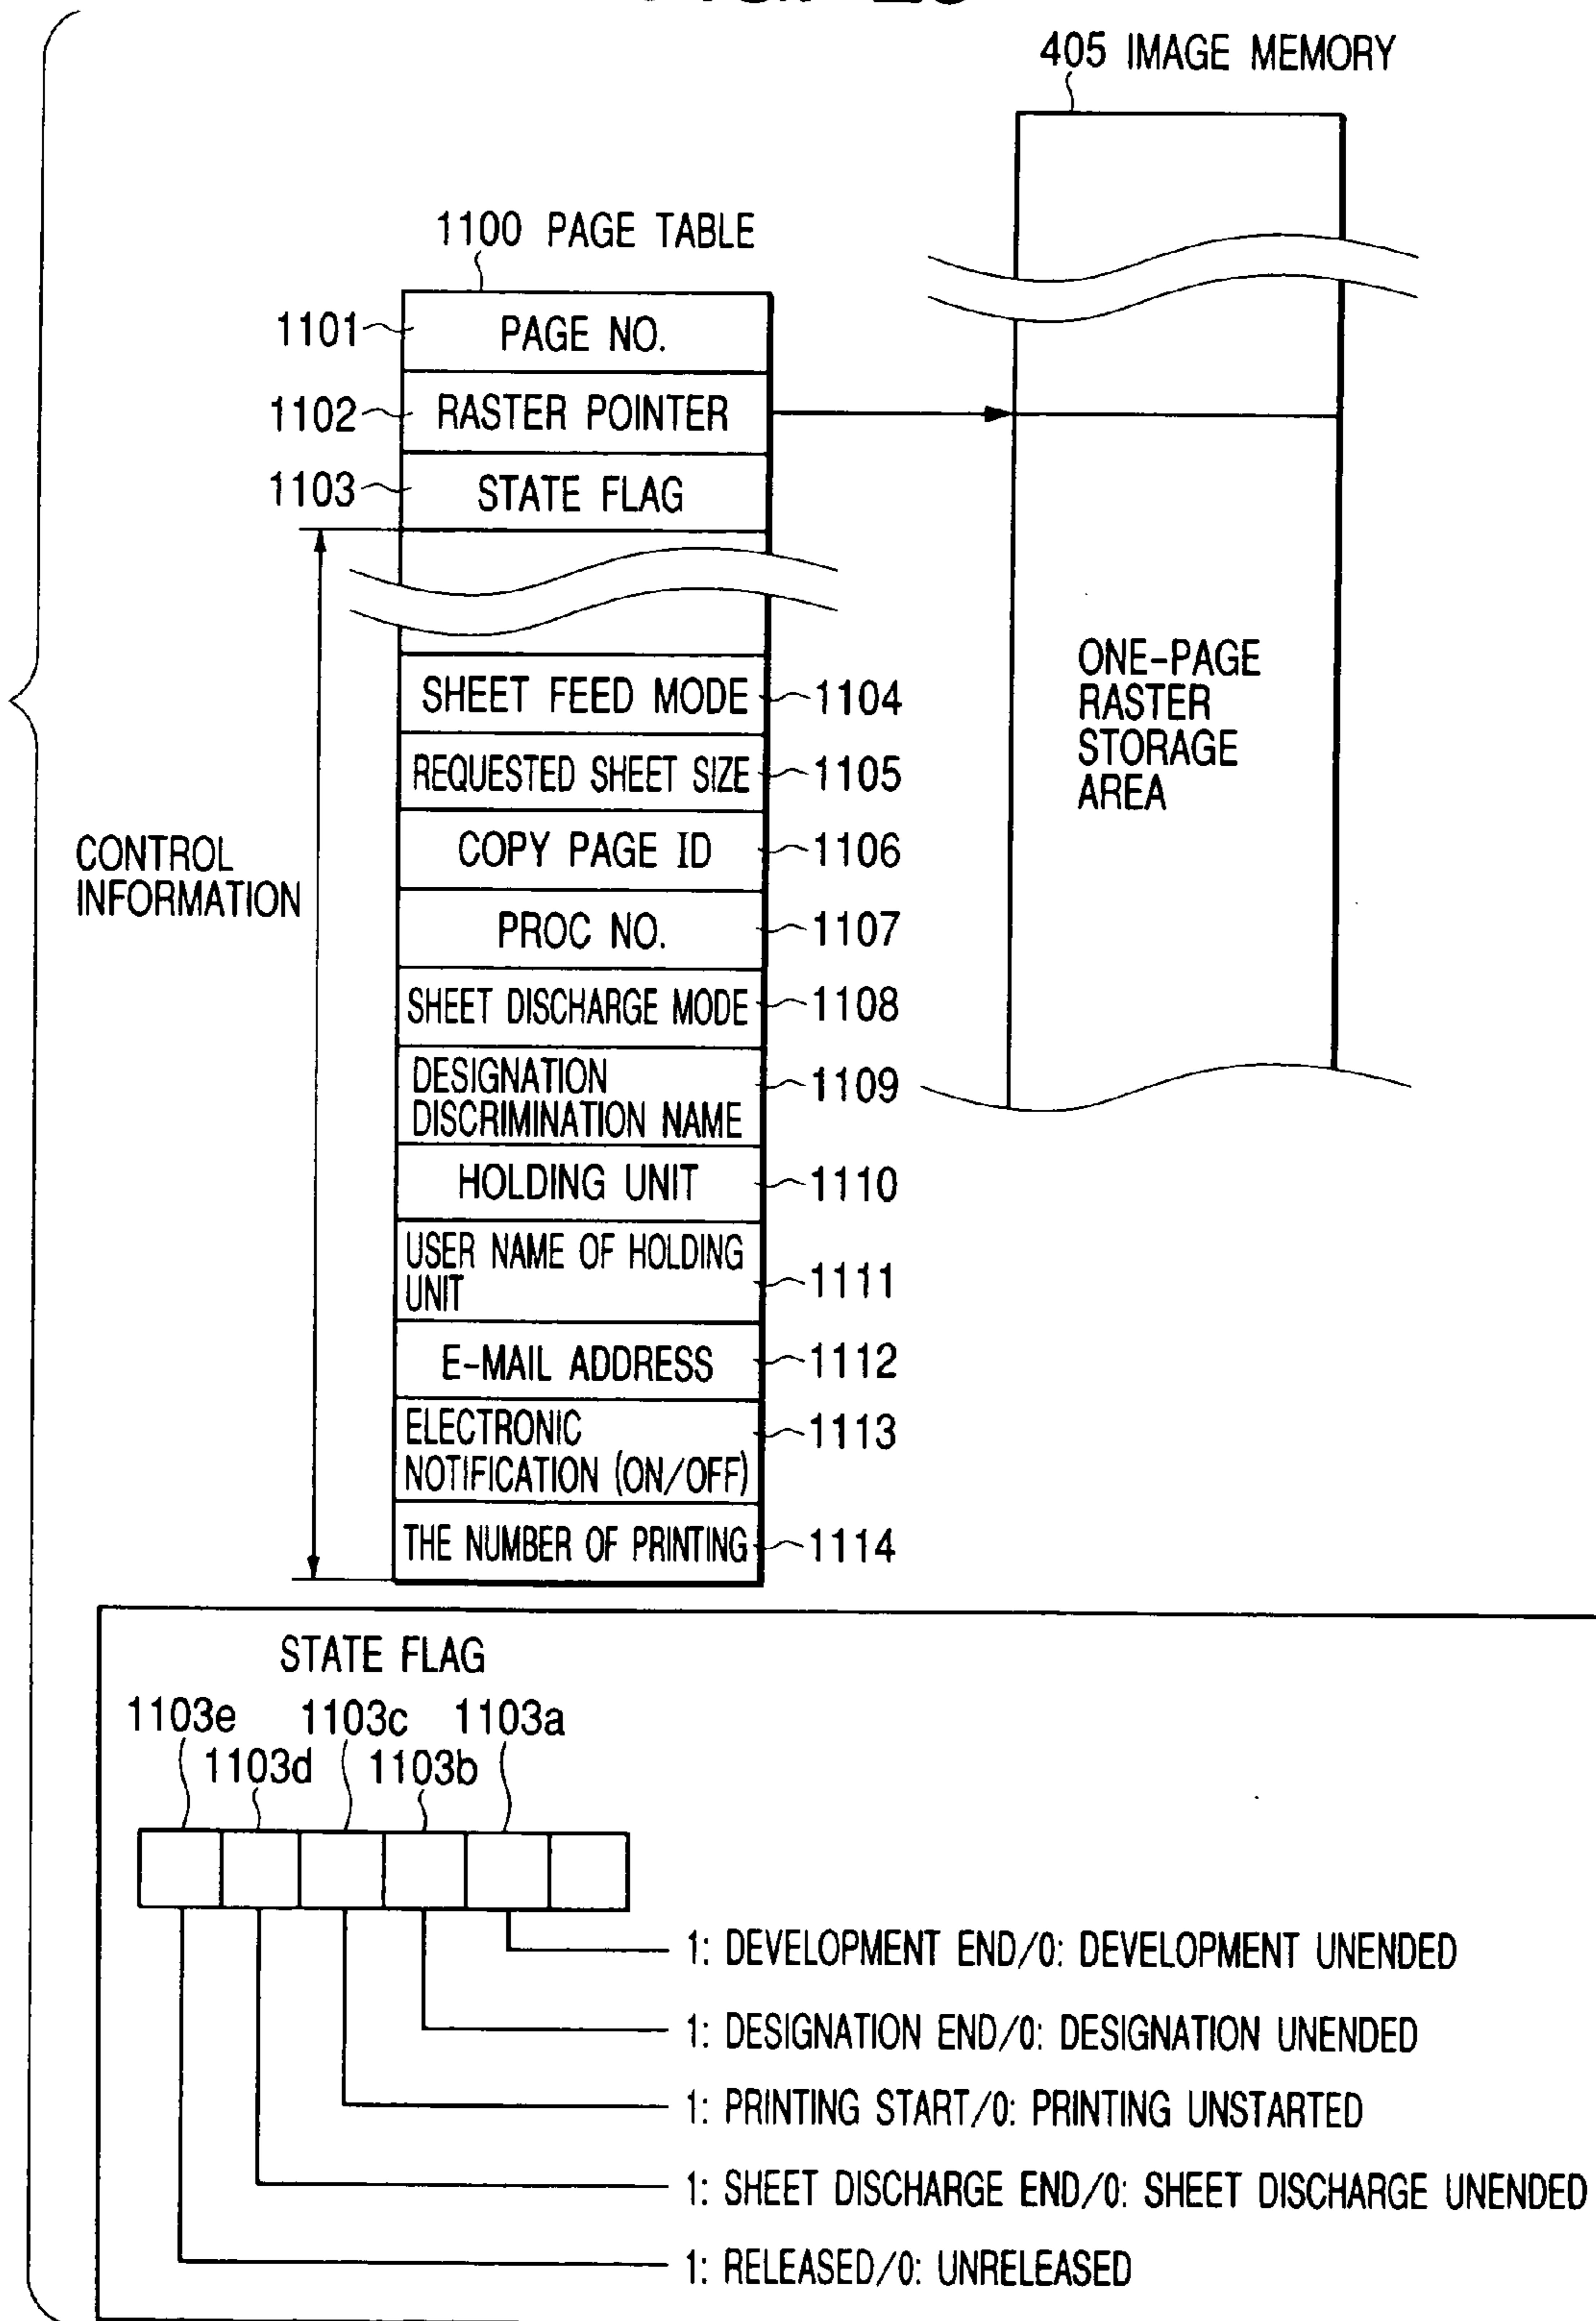 405 IMAGE MEMORY
1100 PAGE TABLE
1101 PAGE NO.
1102 RASTER POINTER
1103 STATE FLAG
SHEET FEED MODE 1104
REQUESTED SHEET SIZE 1105
COPY PAGE ID 1106
PROC NO. 1107
SHEET DISCHARGE MODE 1108
DESIGNATION
DISCRIMINATION NAME 1109
HOLDING UNIT 1110
USER NAME OF HOLDING
UNIT 1111
E-MAIL ADDRESS 1112
ELECTRONIC
NOTIFICATION (ON/OFF) 1113
THE NUMBER OF PRINTING 1114
CONTROL
INFORMATION
ONE-PAGE
RASTER
STORAGE
AREA
STATE FLAG
1103e 1103c 1103a
1103d 1103b
1: DEVELOPMENT END/0: DEVELOPMENT UNENDED
1: DESIGNATION END/0: DESIGNATION UNENDED
1: PRINTING START/0: PRINTING UNSTARTED
1: SHEET DISCHARGE END/0: SHEET DISCHARGE UNENDED
1: RELEASED/0: UNRELEASED